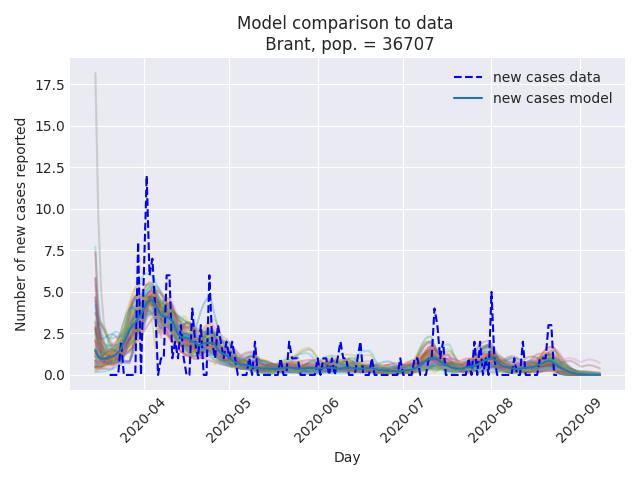 Model comparison to data
Brant, pop. = 36707
new cases data
new cases model
Number of new cases reported
17.5
15.0
12.5
10.0
7.5
5.0
2.5
0.0
2020-04
2020-05
2020-06
2020-07
2020-08
2020-09
Day